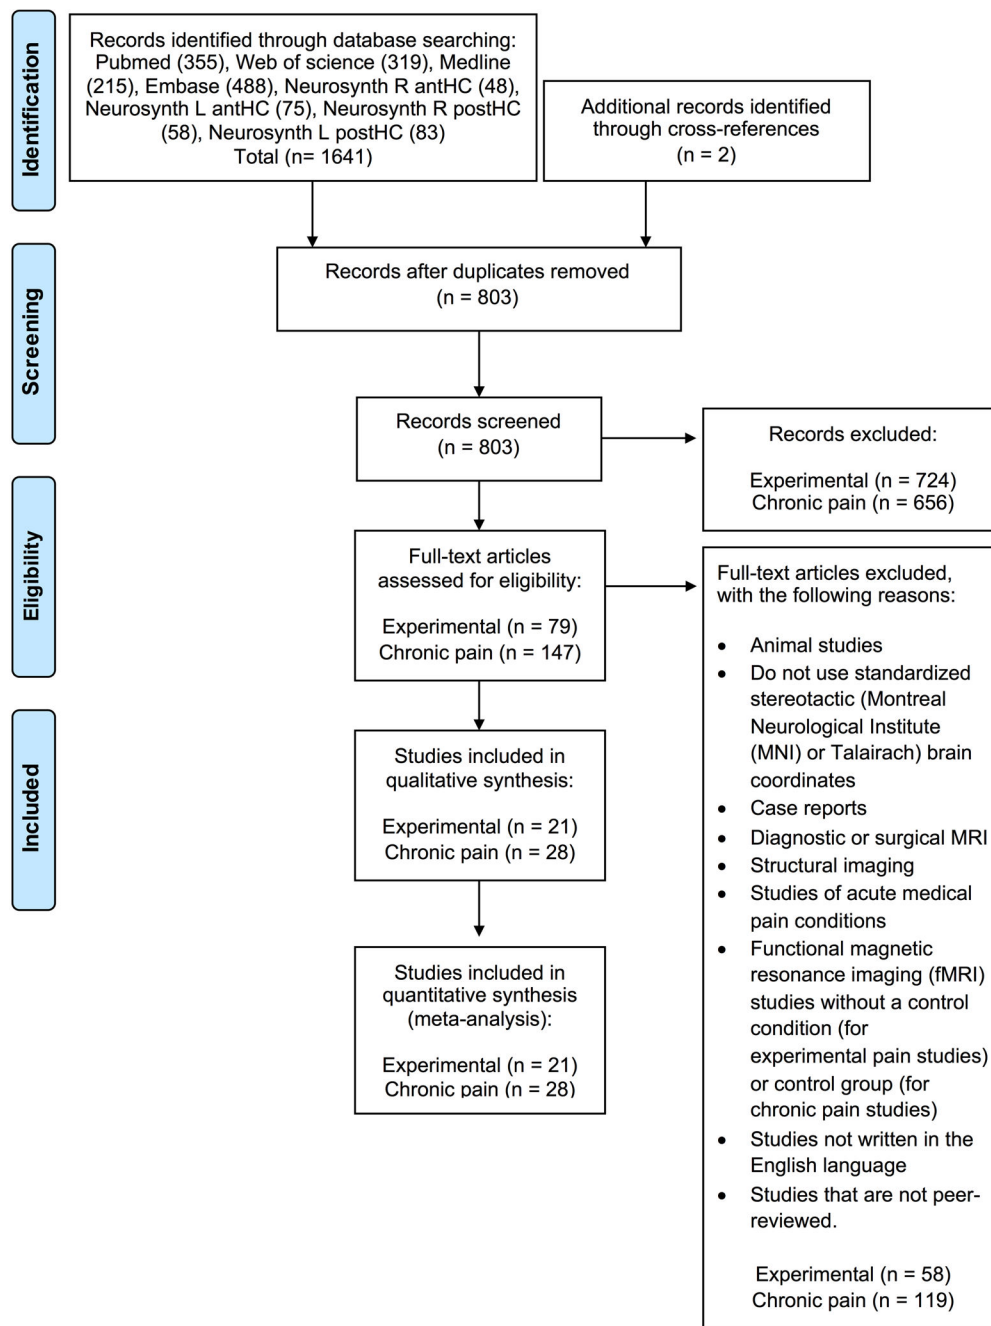 Identification
Records identified through database searching:
Pubmed (355), Web of science (319), Medline
(215), Embase (488), Neurosynth R antHC (48),
Neurosynth L antHC (75), Neurosynth R postHC
(58), Neurosynth L postHC (83)
Total (n= 1641)
Additional records identified
through cross-references
(n = 2)
Screening
Records after duplicates removed
(n = 803)
Records screened
(n = 803)
Records excluded:
Experimental (n = 724)
Chronic pain (n = 656)
Eligibility
Full-text articles
assessed for eligibility:
Experimental (n = 79)
Chronic pain (n = 147)
Full-text articles excluded,
with the following reasons:
• Animal studies
• Do not use standardized
stereotactic (Montreal
Neurological Institute
(MNI) or Talairach) brain
coordinates
• Case reports
• Diagnostic or surgical MRI
• Structural imaging
• Studies of acute medical
pain conditions
• Functional magnetic
resonance imaging (fMRI)
studies without a control
condition (for
experimental pain studies)
or control group (for
chronic pain studies)
• Studies not written in the
English language
• Studies that are not peer-
reviewed.
Experimental (n = 58)
Chronic pain (n = 119)
Included
Studies included in
qualitative synthesis:
Experimental (n = 21)
Chronic pain (n = 28)
Studies included in
quantitative synthesis
(meta-analysis):
Experimental (n = 21)
Chronic pain (n = 28)